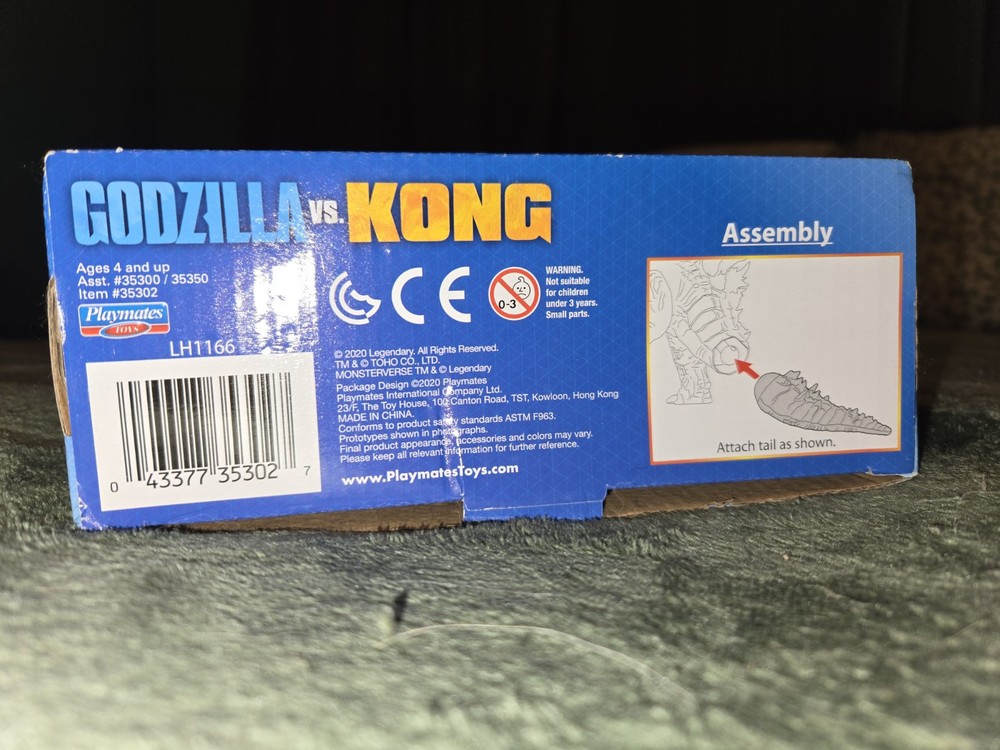 GODZILLA VS. KONG
Ages 4 and up
Asst. #35300 / 35350
Item #35302
Playmates
TOYS
LH1166
0 43377 35302 7
CE
0-3
WARNING.
Not suitable
for children
under 3 years.
Small parts.
© 2020 Legendary. All Rights Reserved.
TM & © TOHO CO., LTD.
MONSTERVERSE TM & © Legendary
Package Design ©2020 Playmates
Playmates International Company Ltd.
23/F, The Toy House, 100 Canton Road, TST, Kowloon, Hong Kong
MADE IN CHINA.
Conforms to product safety standards ASTM F963.
Prototypes shown in photographs.
Final product appearance, accessories and colors may vary.
Please keep all relevant information for further reference.
www.PlaymatesToys.com
Assembly
Attach tail as shown.